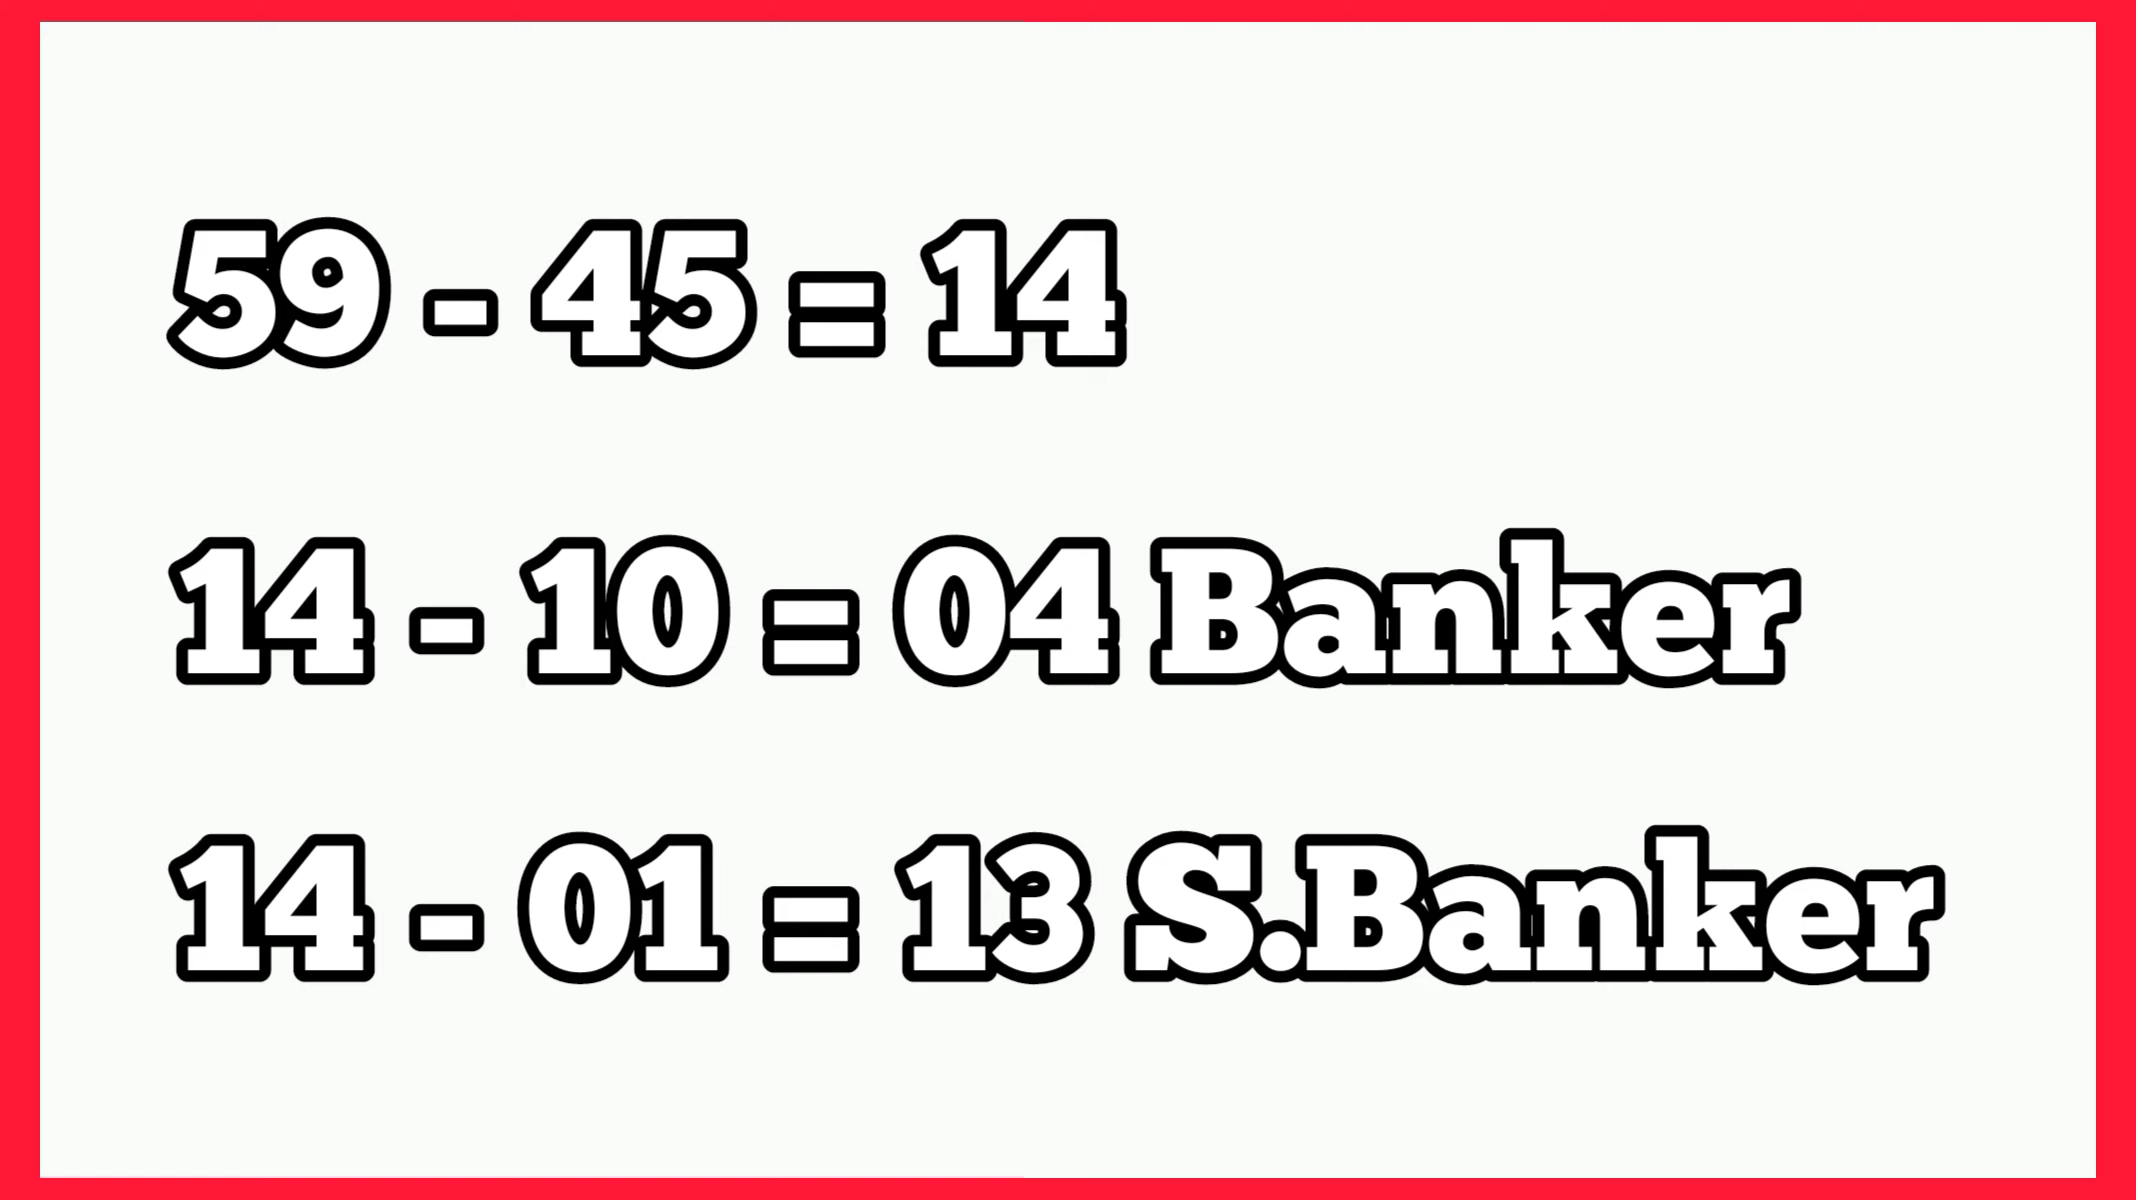 59 - 45 = 14
14 - 10 = 04 Banker
14 - 01 = 13 S.Banker